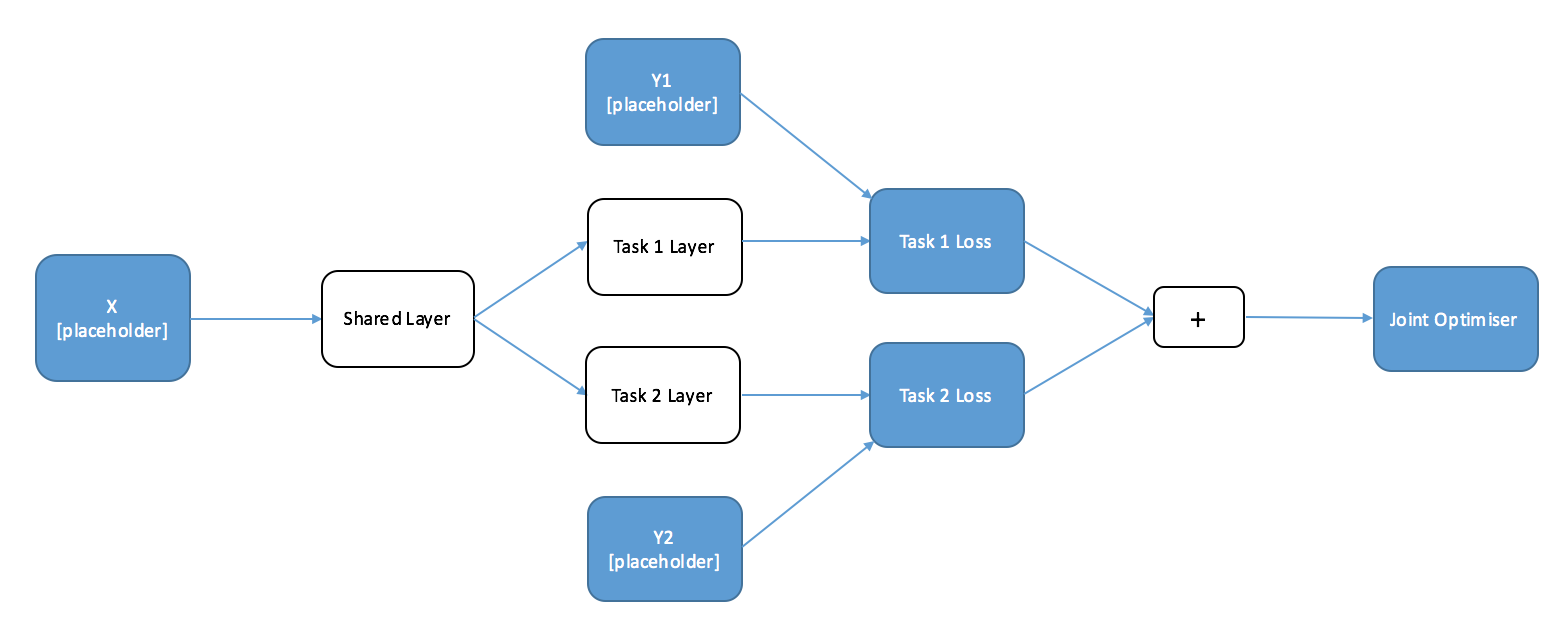 Y1
[placeholder]
Task 1 Layer
Task 1 Loss
X
[placeholder]
Shared Layer
+
Joint Optimiser
Task 2 Layer
Task 2 Loss
Y2
[placeholder]